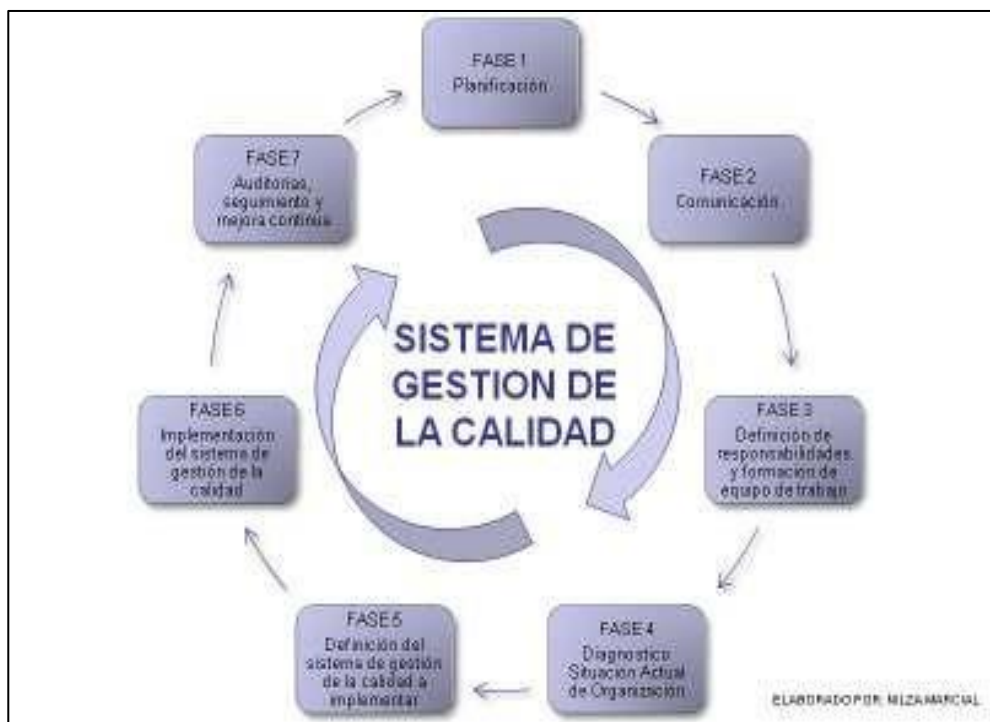 FASE 1
Planificación
FASE 2
Comunicación
FASE 3
Definición de
responsabilidades
y formación de
equipo de trabajo
FASE 4
Diagnostico
Situación Actual
de Organización
FASE 5
Definición del
sistema de gestión
de la calidad a
implementar
FASE 6
Implementación
del sistema de
gestión de la
calidad
FASE 7
Auditorias,
seguimiento y
mejora continua
SISTEMA DE
GESTION DE
LA CALIDAD
ELABORADO POR: NILZA MARCIAL